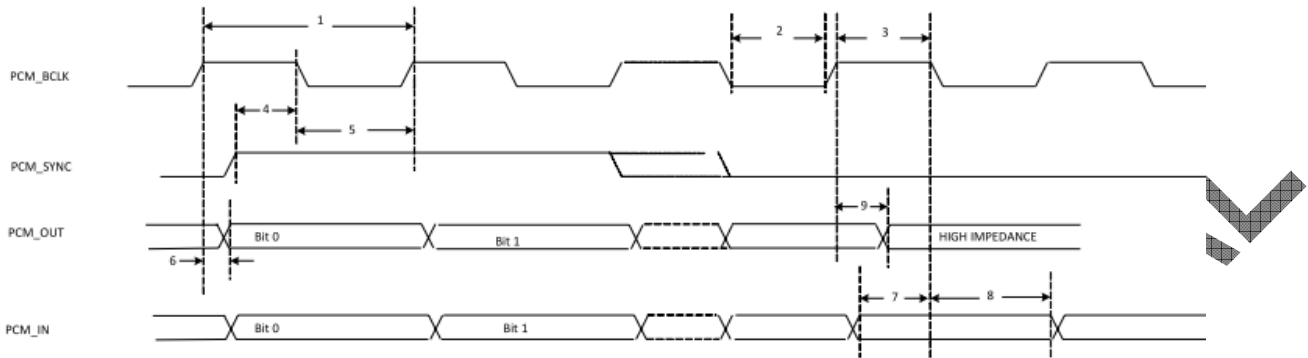 1
2
3
PCM_BCLK
4
5
PCM_SYNC
9
PCM_OUT
Bit 0
Bit 1
HIGH IMPEDANCE
6
7
8
PCM_IN
Bit 0
Bit 1